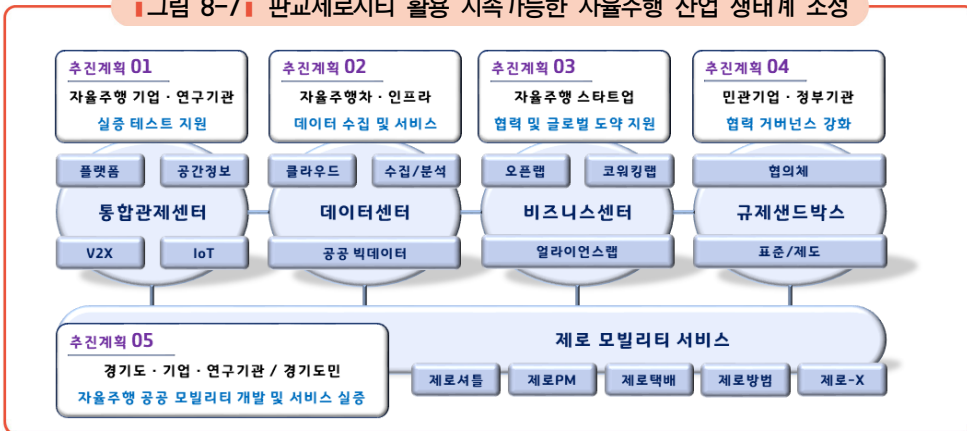 ▎그림 8-7▎ 판교제로시티 활용 지속가능한 자율주행 산업 생태계 조성
추진계획 01
자율주행 기업 · 연구기관
실증 테스트 지원
추진계획 02
자율주행차 · 인프라
데이터 수집 및 서비스
추진계획 03
자율주행 스타트업
협력 및 글로벌 도약 지원
추진계획 04
민관기업 · 정부기관
협력 거버넌스 강화
플랫폼
공간정보
통합관제센터
V2X
IoT
클라우드
수집/분석
데이터센터
공공 빅데이터
오픈랩
코워킹랩
비즈니스센터
얼라이언스랩
협의체
규제샌드박스
표준/제도
추진계획 05
경기도 · 기업 · 연구기관 / 경기도민
자율주행 공공 모빌리티 개발 및 서비스 실증
제로 모빌리티 서비스
제로셔틀
제로PM
제로택배
제로방범
제로-X